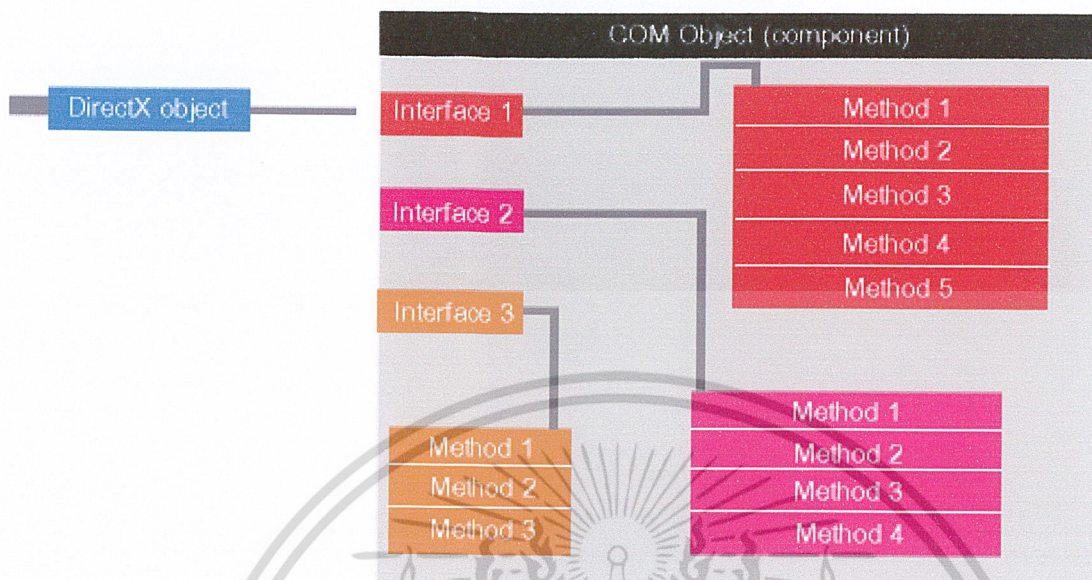 COM Object (component)
DirectX object
Interface 1
Method 1
Method 2
Method 3
Method 4
Method 5
Interface 2
Method 1
Method 2
Method 3
Method 4
Interface 3
Method 1
Method 2
Method 3